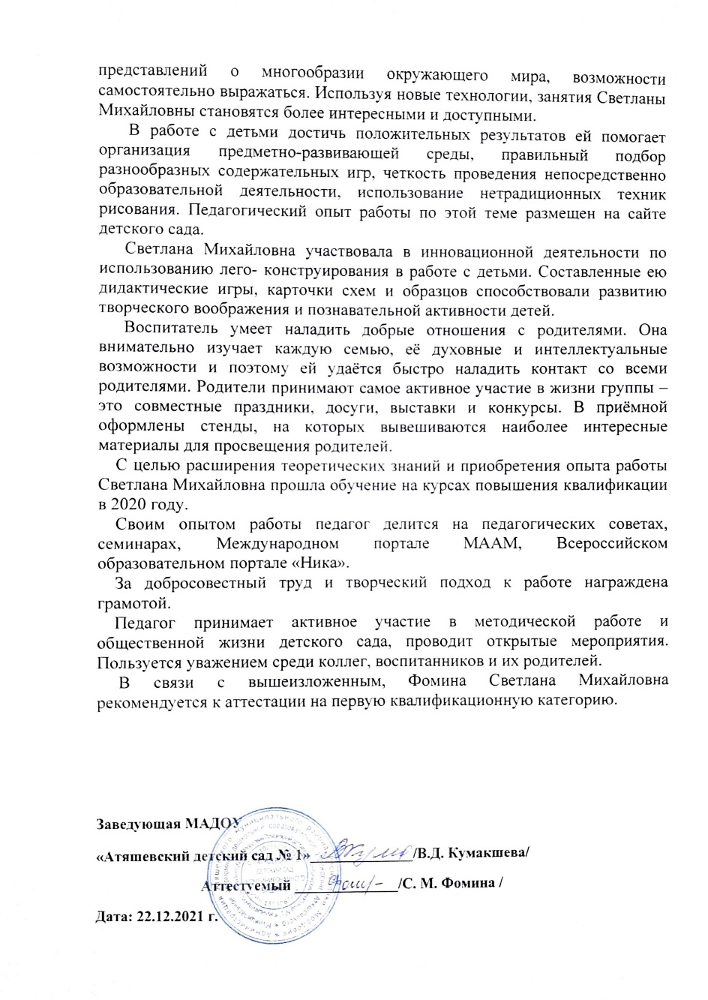 представлений о многообразии окружающего мира, возможности
самостоятельно выражаться. Используя новые технологии, занятия Светланы
Михайловны становятся более интересными и доступными.
В работе с детьми достичь положительных результатов ей помогает
организация предметно-развивающей среды, правильный подбор
разнообразных содержательных игр, четкость проведения непосредственно
образовательной деятельности, использование нетрадиционных техник
рисования. Педагогический опыт работы по этой теме размещен на сайте
детского сада.
Светлана Михайловна участвовала в инновационной деятельности по
использованию лего- конструирования в работе с детьми. Составленные ею
дидактические игры, карточки схем и образцов способствовали развитию
творческого воображения и познавательной активности детей.
Воспитатель умеет наладить добрые отношения с родителями. Она
внимательно изучает каждую семью, её духовные и интеллектуальные
возможности и поэтому ей удаётся быстро наладить контакт со всеми
родителями. Родители принимают самое активное участие в жизни группы –
это совместные праздники, досуги, выставки и конкурсы. В приёмной
оформлены стенды, на которых вывешиваются наиболее интересные
материалы для просвещения родителей.
С целью расширения теоретических знаний и приобретения опыта работы
Светлана Михайловна прошла обучение на курсах повышения квалификации
в 2020 году.
Своим опытом работы педагог делится на педагогических советах,
семинарах, Международном портале МААМ, Всероссийском
образовательном портале «Ника».
За добросовестный труд и творческий подход к работе награждена
грамотой.
Педагог принимает активное участие в методической работе и
общественной жизни детского сада, проводит открытые мероприятия.
Пользуется уважением среди коллег, воспитанников и их родителей.
В связи с вышеизложенным, Фомина Светлана Михайловна
рекомендуется к аттестации на первую квалификационную категорию.
Заведующая МАДОУ
«Атяшевский детский сад № 1» ______________/В.Д. Кумакшева/
Аттестуемый ______________/С. М. Фомина /
Дата: 22.12.2021 г.